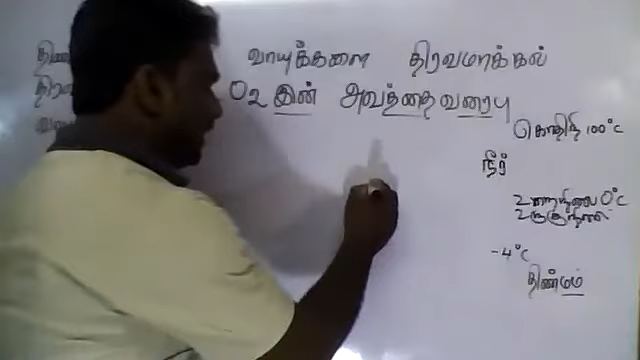 வாயுக்களை திரவமாக்கல்
O2 இன் அவத்தை வரைபு
கொதிநி 100°C
நீர்
உறைநிலை 0°C
உருகுநிலை
-4°C
திண்மம்